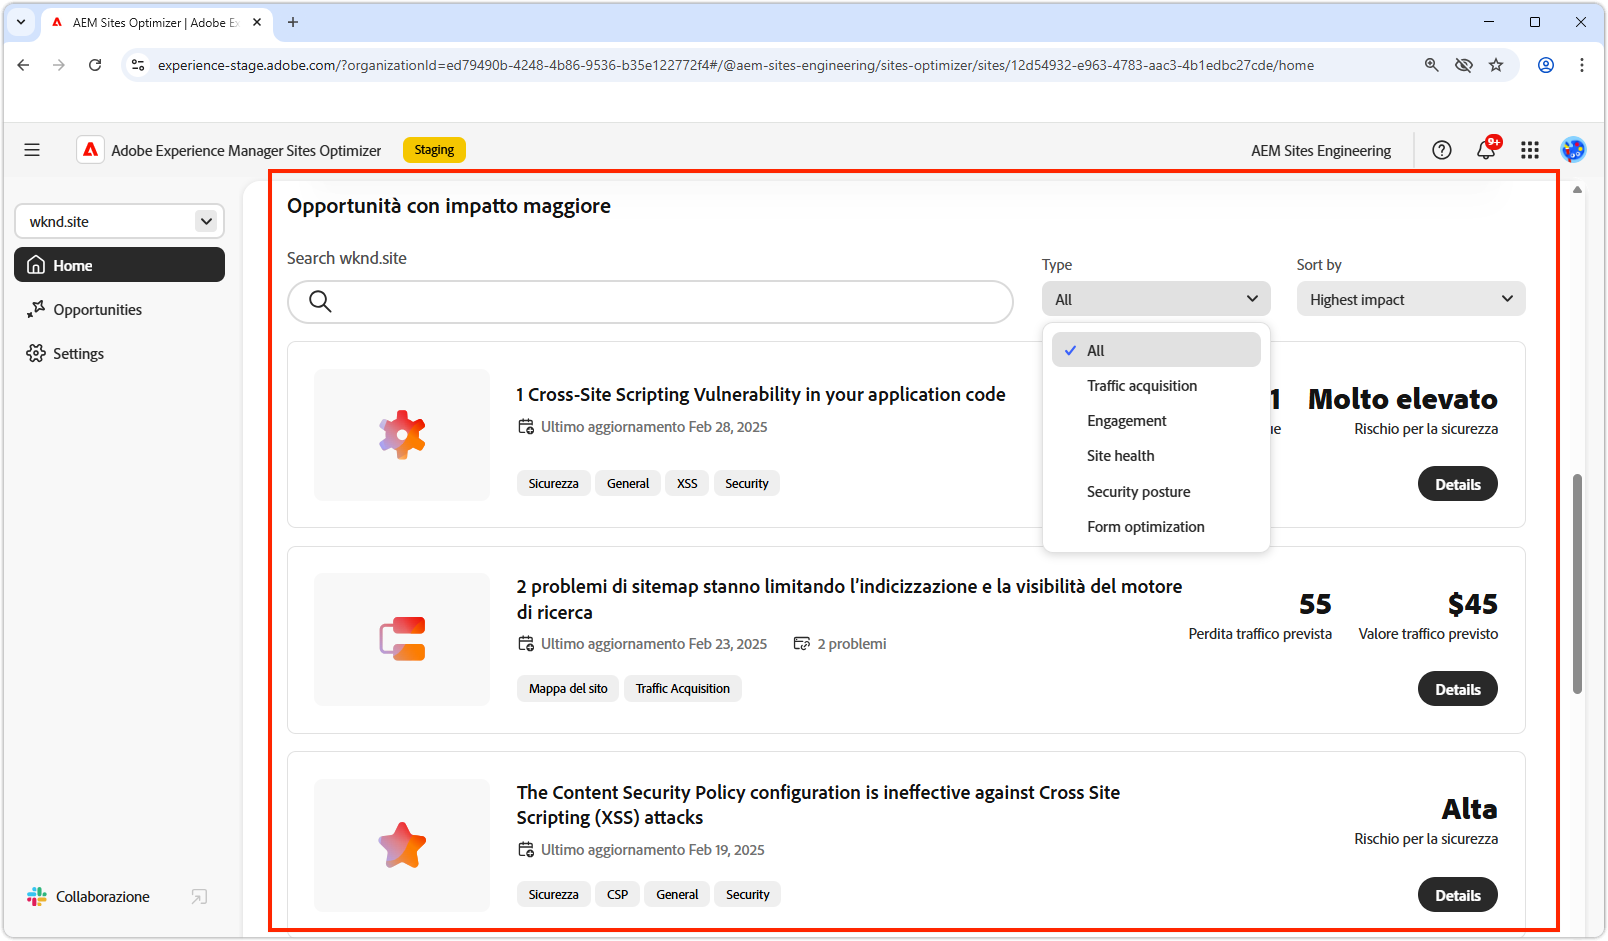 AEM Sites Optimizer | Adobe Ex
experience-stage.adobe.com/?organizationId=ed79490b-4248-4b86-9536-b35e122772f4#/@aem-sites-engineering/sites-optimizer/sites/12d54932-e963-4783-aac3-4b1edbc27cde/home
Adobe Experience Manager Sites Optimizer
Staging
AEM Sites Engineering
9+
wknd.site
Home
Opportunities
Settings
Collaborazione
Opportunità con impatto maggiore
Search wknd.site
Type
All
Sort by
Highest impact
All
Traffic acquisition
Engagement
Site health
Security posture
Form optimization
1 Cross-Site Scripting Vulnerability in your application code
Ultimo aggiornamento Feb 28, 2025
Sicurezza
General
XSS
Security
1
ue
Molto elevato
Rischio per la sicurezza
Details
2 problemi di sitemap stanno limitando l'indicizzazione e la visibilità del motore
di ricerca
Ultimo aggiornamento Feb 23, 2025
2 problemi
Mappa del sito
Traffic Acquisition
55
Perdita traffico prevista
$45
Valore traffico previsto
Details
The Content Security Policy configuration is ineffective against Cross Site
Scripting (XSS) attacks
Ultimo aggiornamento Feb 19, 2025
Sicurezza
CSP
General
Security
Alta
Rischio per la sicurezza
Details